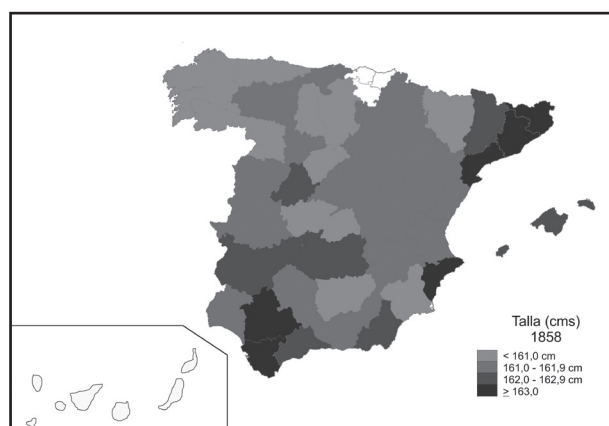 Talla (cms)
1858
< 161,0 cm
161,0 - 161,9 cm
162,0 - 162,9 cm
≥ 163,0